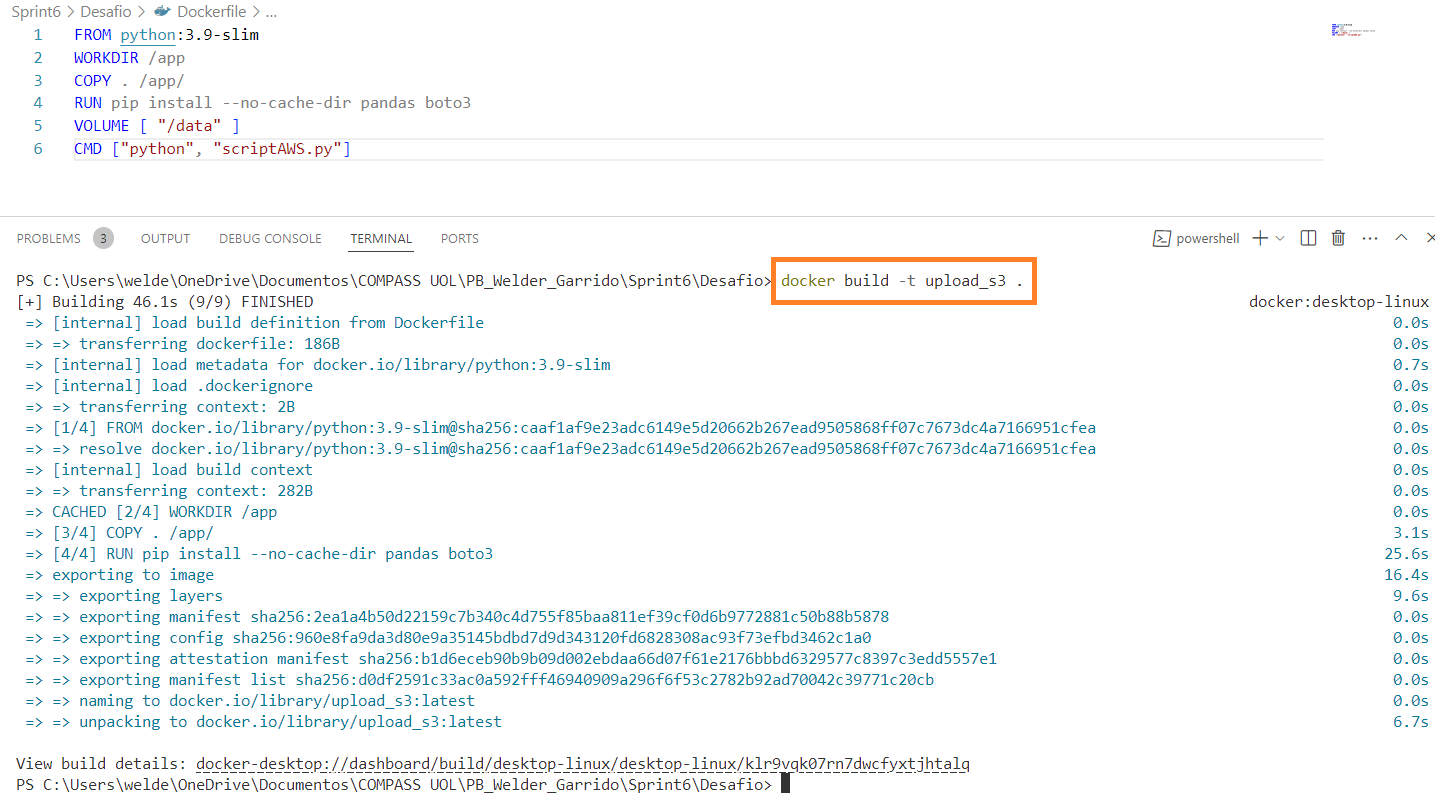 Sprint6 > Desafio > Dockerfile > ...
1 FROM python:3.9-slim
2 WORKDIR /app
3 COPY . /app/
4 RUN pip install --no-cache-dir pandas boto3
5 VOLUME [ "/data" ]
6 CMD ["python", "scriptAWS.py"]
PROBLEMS 3 OUTPUT DEBUG CONSOLE TERMINAL PORTS powershell
PS C:\Users\welde\OneDrive\Documentos\COMPASS UOL\PB_Welder_Garrido\Sprint6\Desafio> docker build -t upload_s3 .
[+] Building 46.1s (9/9) FINISHED docker:desktop-linux
=> [internal] load build definition from Dockerfile 0.0s
=> => transferring dockerfile: 186B 0.0s
=> [internal] load metadata for docker.io/library/python:3.9-slim 0.7s
=> [internal] load .dockerignore 0.0s
=> => transferring context: 2B 0.0s
=> [1/4] FROM docker.io/library/python:3.9-slim@sha256:caaf1af9e23adc6149e5d20662b267ead9505868ff07c7673dc4a7166951cfea 0.0s
=> => resolve docker.io/library/python:3.9-slim@sha256:caaf1af9e23adc6149e5d20662b267ead9505868ff07c7673dc4a7166951cfea 0.0s
=> [internal] load build context 0.0s
=> => transferring context: 282B 0.0s
=> CACHED [2/4] WORKDIR /app 0.0s
=> [3/4] COPY . /app/ 3.1s
=> [4/4] RUN pip install --no-cache-dir pandas boto3 25.6s
=> exporting to image 16.4s
=> => exporting layers 9.6s
=> => exporting manifest sha256:2ea1a4b50d22159c7b340c4d755f85baa811ef39cf0d6b9772881c50b88b5878 0.0s
=> => exporting config sha256:960e8fa9da3d80e9a35145bdbd7d9d343120fd6828308ac93f73efbd3462c1a0 0.0s
=> => exporting attestation manifest sha256:b1d6eceb90b9b09d002ebdaa66d07f61e2176bbbd6329577c8397c3edd5557e1 0.0s
=> => exporting manifest list sha256:d0df2591c33ac0a592fff46940909a296f6f53c2782b92ad70042c39771c20cb 0.0s
=> => naming to docker.io/library/upload_s3:latest 0.0s
=> => unpacking to docker.io/library/upload_s3:latest 6.7s
View build details: docker-desktop://dashboard/build/desktop-linux/desktop-linux/klr9vqk07rn7dwcfyxtjhtalq
PS C:\Users\welde\OneDrive\Documentos\COMPASS UOL\PB_Welder_Garrido\Sprint6\Desafio>